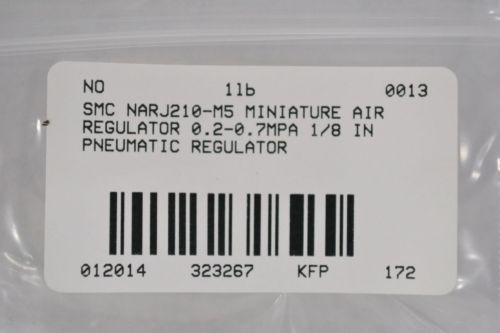 NO 1lb 0013
SMC NARJ210-M5 MINIATURE AIR
REGULATOR 0.2-0.7MPA 1/8 IN
PNEUMATIC REGULATOR
012014 323267 KFP 172